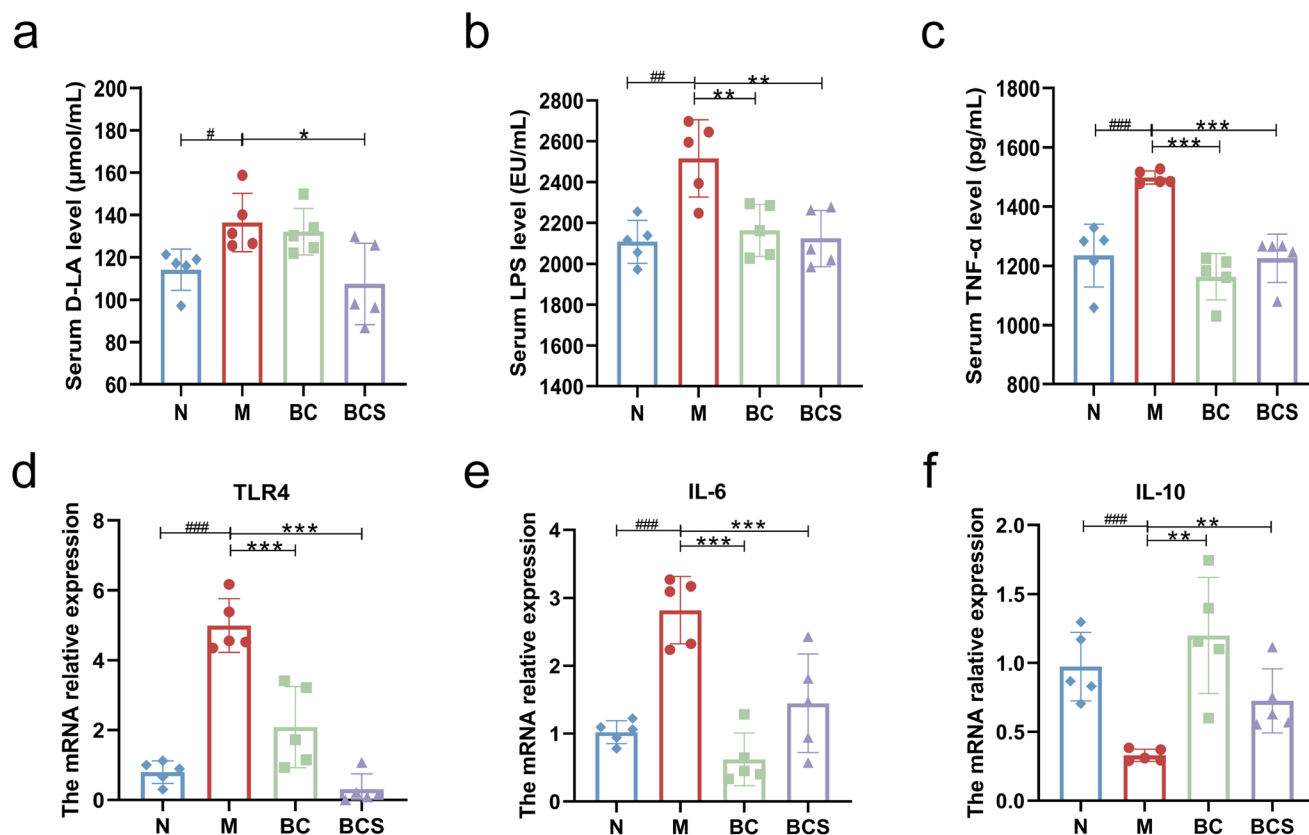 a
Serum D-LA level (μmol/mL)
200
180
160
140
120
100
80
60
#
*
N M BC BCS
b
Serum LPS level (EU/mL)
2800
2600
2400
2200
2000
1800
1600
1400
##
**
**
N M BC BCS
c
Serum TNF-α level (pg/mL)
1800
1600
1400
1200
1000
800
###
***
***
N M BC BCS
d
TLR4
The mRNA relative expression
8
6
4
2
0
###
***
***
N M BC BCS
e
IL-6
The mRNA relative expression
4
3
2
1
0
###
***
***
N M BC BCS
f
IL-10
The mRNA ralative expression
2.0
1.5
1.0
0.5
0.0
###
**
**
N M BC BCS